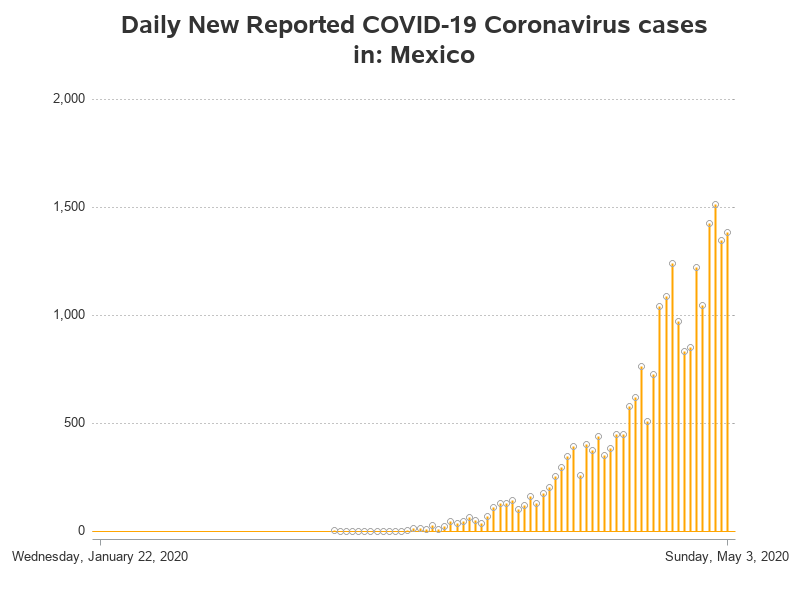 Daily New Reported COVID-19 Coronavirus cases
in: Mexico
2,000
1,500
1,000
500
0
Wednesday, January 22, 2020
Sunday, May 3, 2020